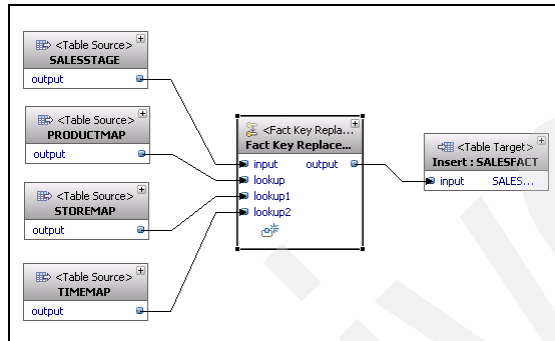 <Table Source>
SALESSTAGE
output
<Table Source>
PRODUCTMAP
output
<Table Source>
STOREMAP
output
<Table Source>
TIMEMAP
output
<Fact Key Repla...
Fact Key Replace...
input output
lookup
lookup1
lookup2
<Table Target>
Insert : SALESFACT
input SALES...